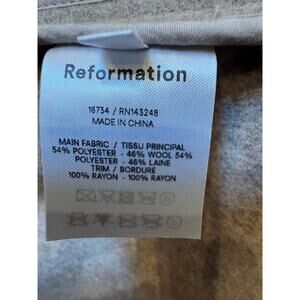 Reformation
16734 / RN143248
MADE IN CHINA
MAIN FABRIC / TISSU PRINCIPAL
54% POLYESTER - 46% WOOL 54%
POLYESTER - 46% LAINE
TRIM / BORDURE
100% RAYON - 100% RAYON